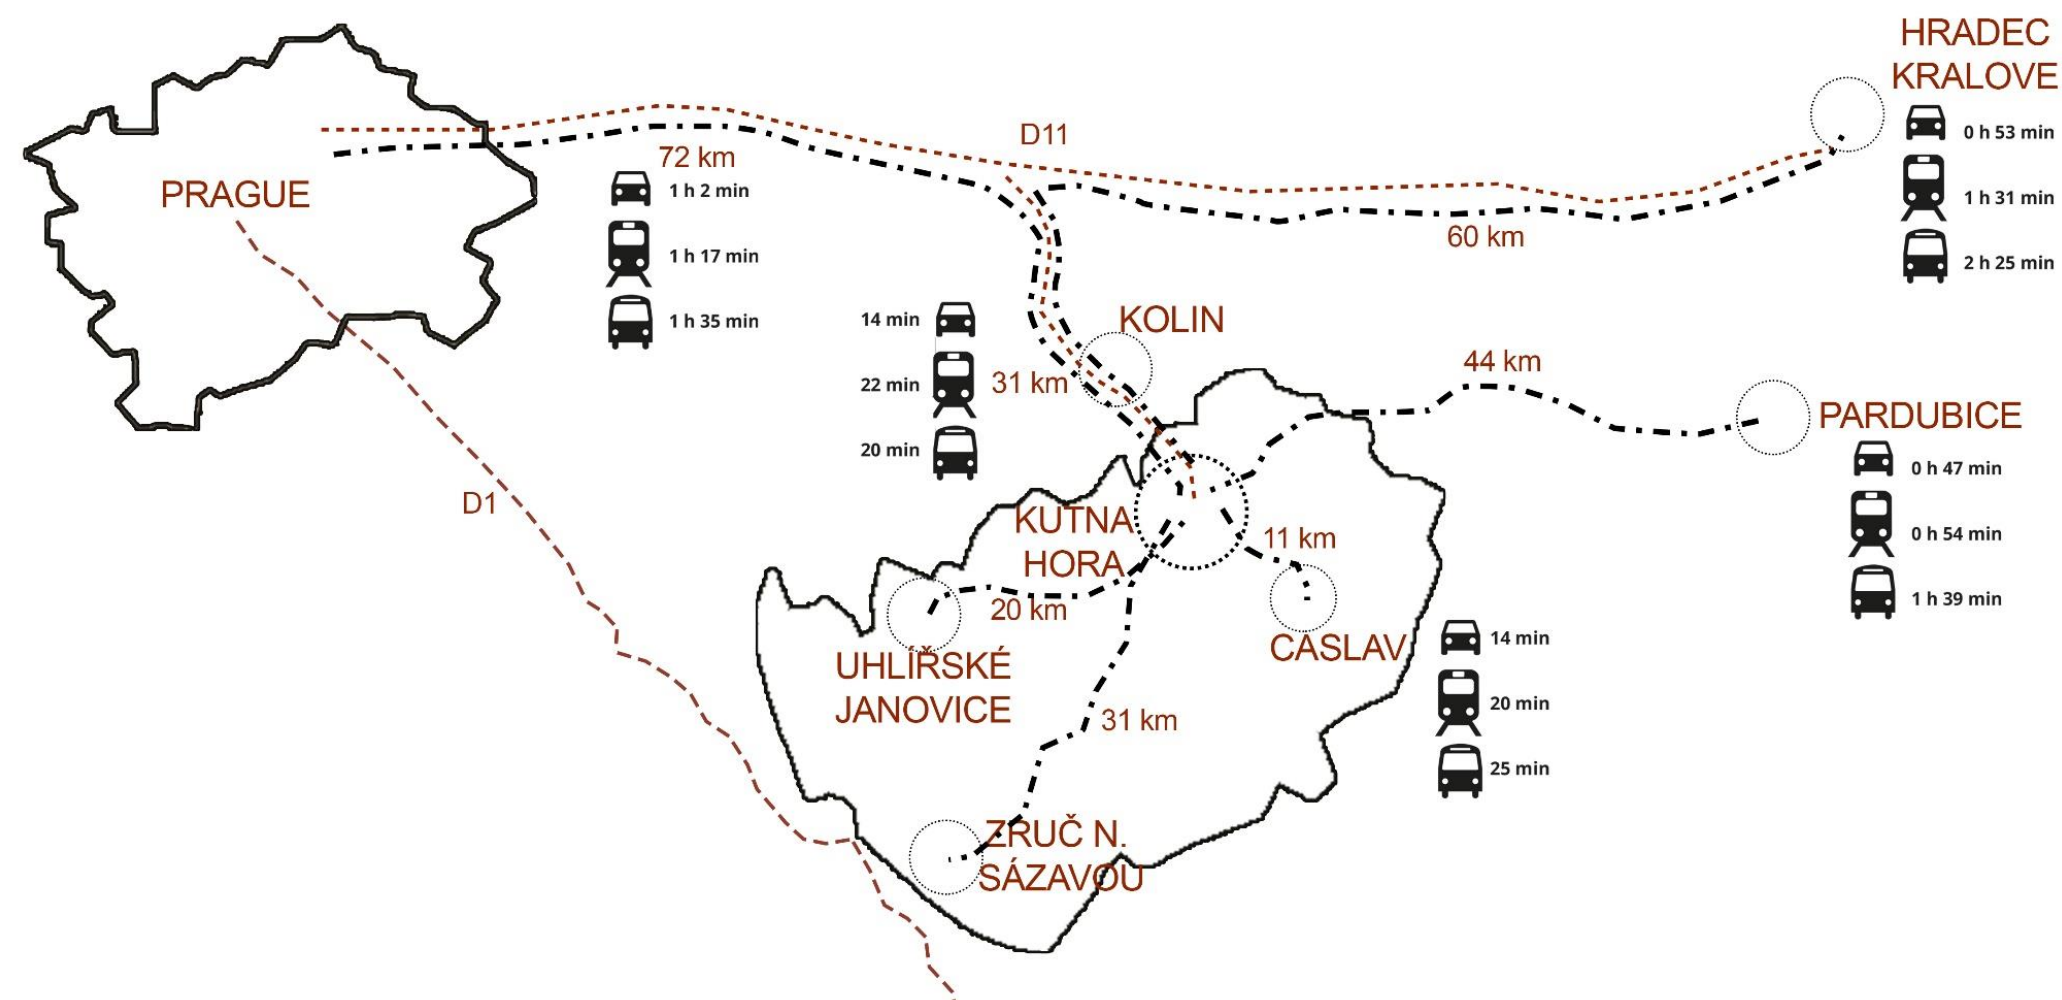 HRADEC
KRALOVE
0 h 53 min
1 h 31 min
2 h 25 min
D11
72 km
PRAGUE
1 h 2 min
1 h 17 min
1 h 35 min
60 km
KOLIN
14 min
22 min
31 km
20 min
44 km
PARDUBICE
0 h 47 min
0 h 54 min
1 h 39 min
D1
KUTNA
HORA
11 km
20 km
CASLAV
14 min
20 min
25 min
UHLÍŘSKÉ
JANOVICE
31 km
ZRUČ N.
SÁZAVOU